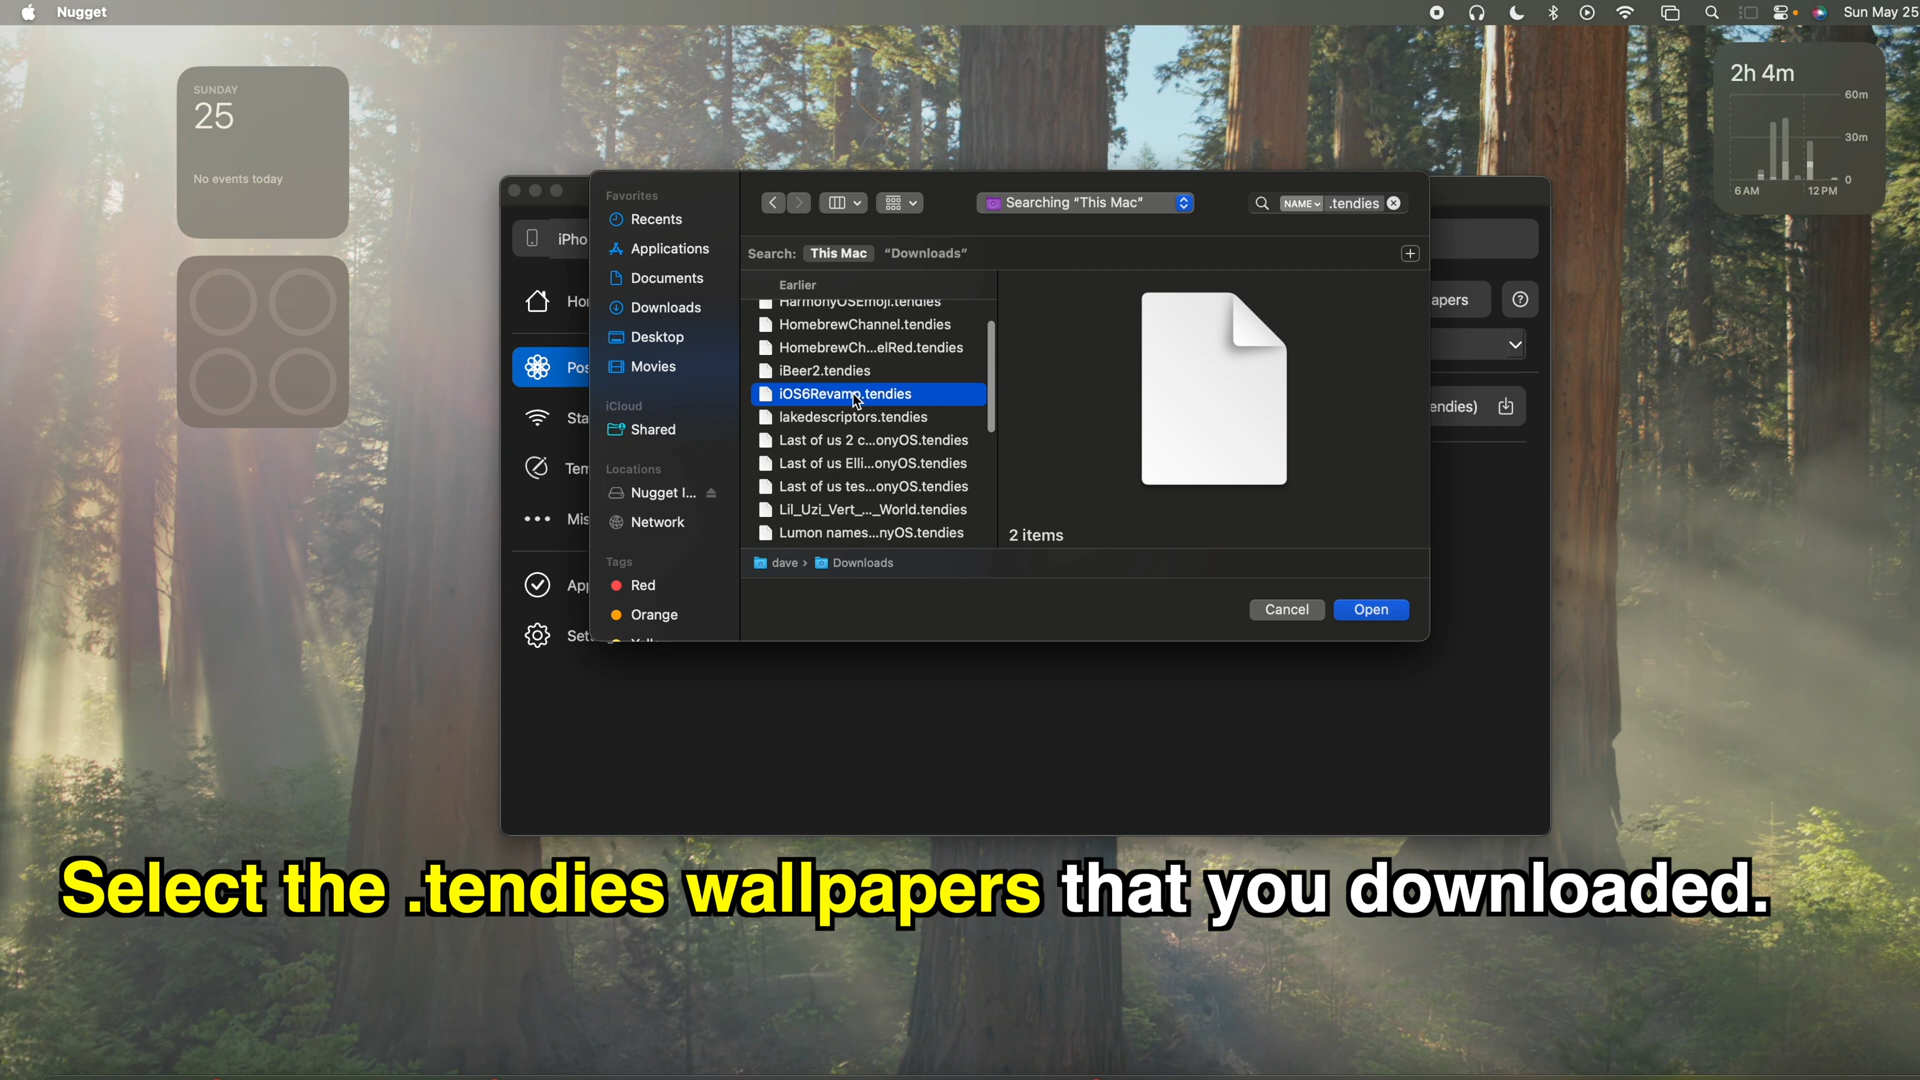 Nugget
Sun May 25
SUNDAY
25
No events today
2h 4m
60m
30m
0
6 AM
12 PM
iPho
Ho
Pos
Sta
Tem
Mis
App
Set
Favorites
Recents
Applications
Documents
Downloads
Desktop
Movies
iCloud
Shared
Locations
Nugget I...
Network
Tags
Red
Orange
Searching “This Mac”
NAME
.tendies
Search: This Mac “Downloads”
Earlier
HarmonyOSEmoji.tendies
HomebrewChannel.tendies
HomebrewCh...elRed.tendies
iBeer2.tendies
iOS6Revamp.tendies
lakedescriptors.tendies
Last of us 2 c...onyOS.tendies
Last of us Elli...onyOS.tendies
Last of us tes...onyOS.tendies
Lil_Uzi_Vert_..._World.tendies
Lumon names...nyOS.tendies
2 items
dave › Downloads
Cancel
Open
apers
?
endies)
Select the .tendies wallpapers that you downloaded.